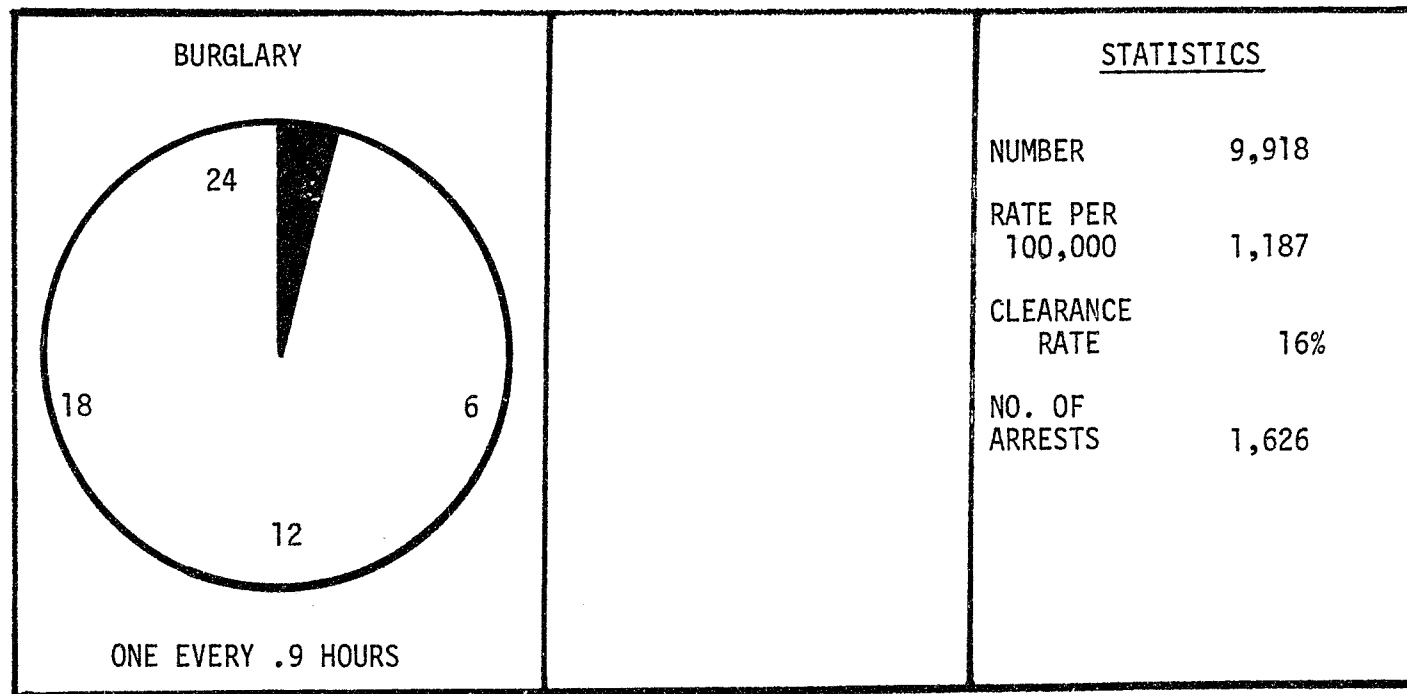 BURGLARY
24
18
6
12
ONE EVERY .9 HOURS
STATISTICS
NUMBER 9,918
RATE PER
100,000 1,187
CLEARANCE
RATE 16%
NO. OF
ARRESTS 1,626